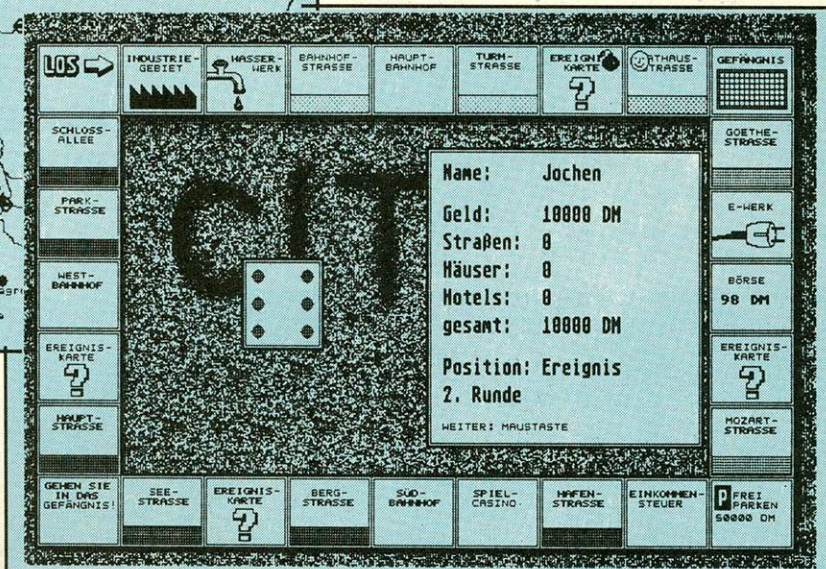 LOS
INDUSTRIE-
GEBIET
WASSER-
WERK
BAHNHOF-
STRASSE
HAUPT-
BAHNHOF
TURM-
STRASSE
EREIGNI
KARTE
?
ATHAUS-
TRASSE
GEFÄNGNIS
SCHLOSS-
ALLEE
PARK-
STRASSE
WEST-
BAHNHOF
EREIGNIS-
KARTE
?
HAUPT-
STRASSE
CIT
Name: Jochen
Geld: 10000 DM
Straßen: 0
Häuser: 0
Hotels: 0
gesamt: 10000 DM
Position: Ereignis
2. Runde
WEITER: MAUSTASTE
GOETHE-
STRASSE
E-WERK
BÖRSE
98 DM
EREIGNIS-
KARTE
?
MOZART-
STRASSE
GEHEN SIE
IN DAS
GEFÄNGNIS!
SEE-
STRASSE
EREIGNIS-
KARTE
?
BERG-
STRASSE
SÜD-
BAHNHOF
SPIEL-
CASINO
HAFEN-
STRASSE
EINKOMMEN-
STEUER
P FREI
PARKEN
50000 DM